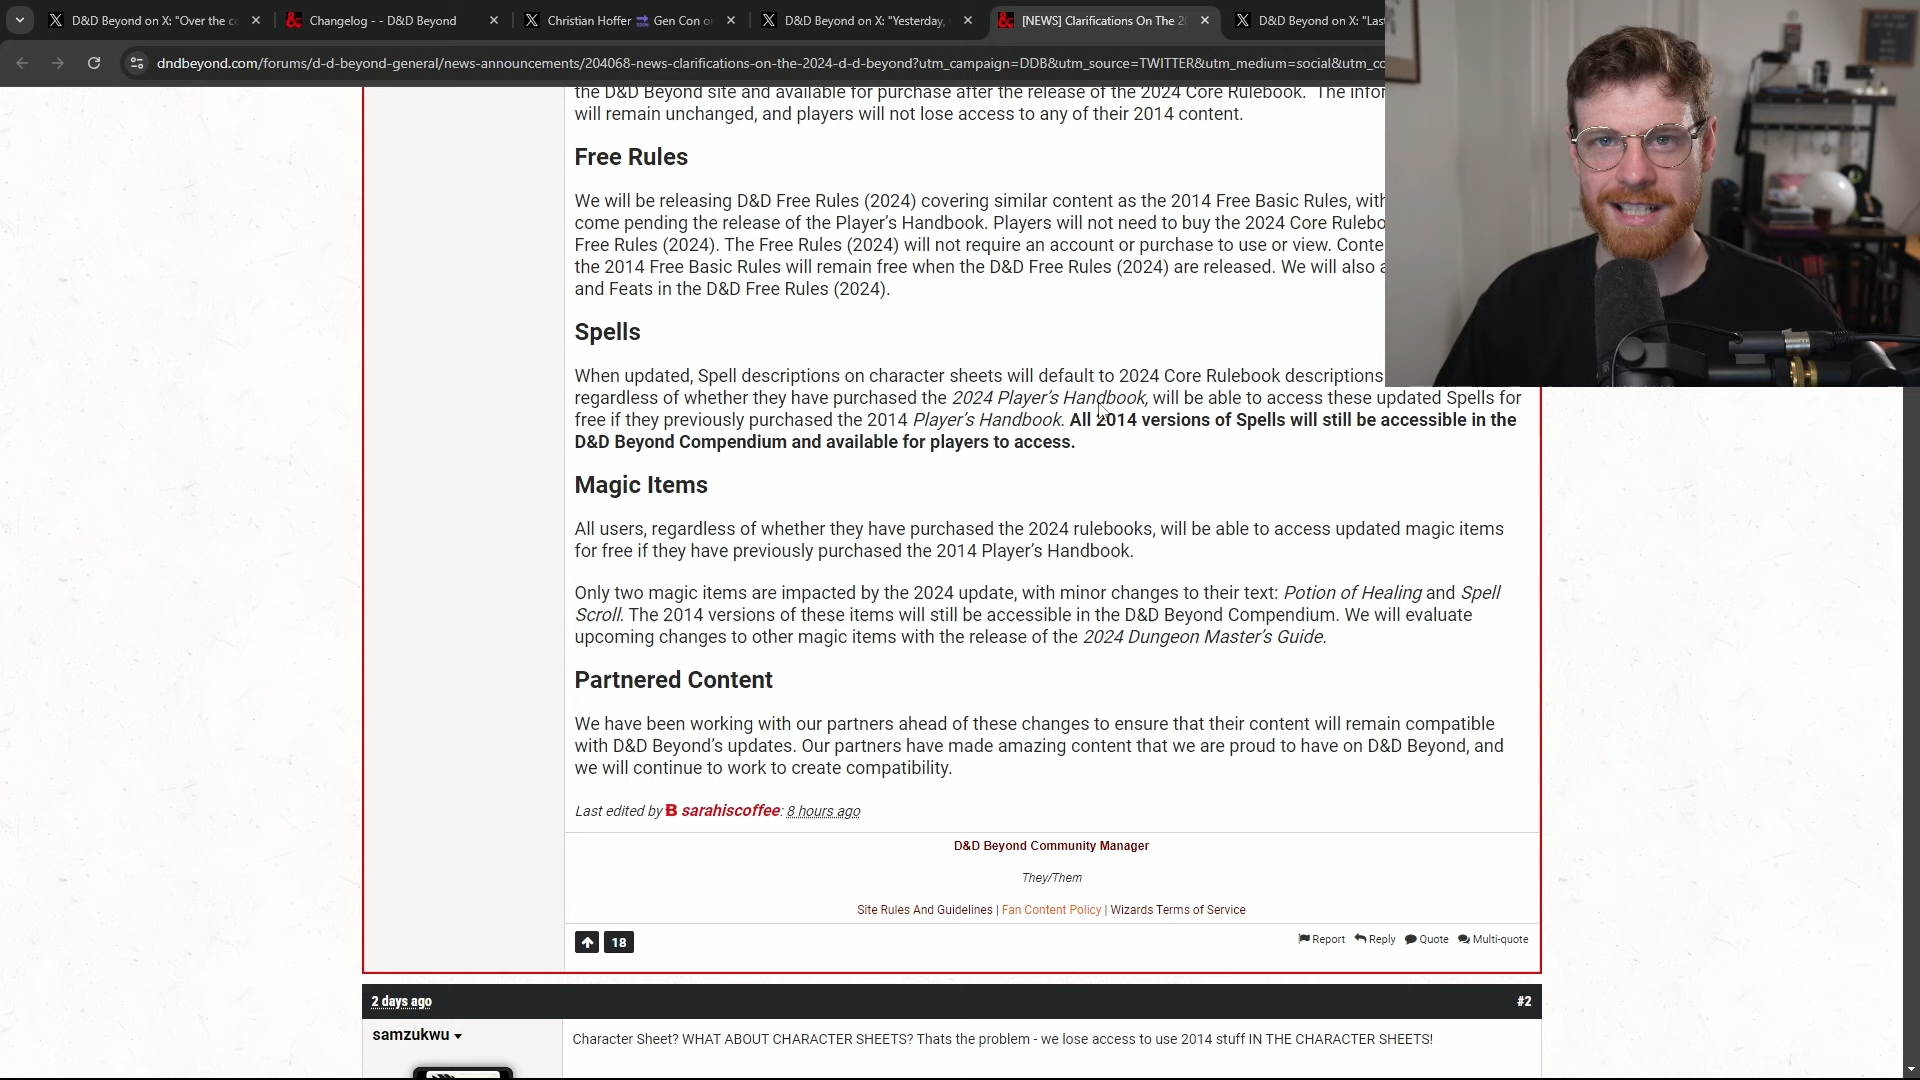 D&D Beyond on X: "Over the co
Changelog - - D&D Beyond
Christian Hoffer
Gen Con o
D&D Beyond on X: "Yesterday,
[NEWS] Clarifications On The 2
D&D Beyond on X: "Las
dndbeyond.com/forums/d-d-beyond-general/news-announcements/204068-news-clarifications-on-the-2024-d-d-beyond?utm_campaign=DDB&utm_source=TWITTER&utm_medium=social&utm_co
the D&D Beyond site and available for purchase after the release of the 2024 Core Rulebook. The infor
will remain unchanged, and players will not lose access to any of their 2014 content.
Free Rules
We will be releasing D&D Free Rules (2024) covering similar content as the 2014 Free Basic Rules, with
come pending the release of the Player's Handbook. Players will not need to buy the 2024 Core Rulebo
Free Rules (2024). The Free Rules (2024) will not require an account or purchase to use or view. Conte
the 2014 Free Basic Rules will remain free when the D&D Free Rules (2024) are released. We will also a
and Feats in the D&D Free Rules (2024).
Spells
When updated, Spell descriptions on character sheets will default to 2024 Core Rulebook descriptions
regardless of whether they have purchased the 2024 Player's Handbook, will be able to access these updated Spells for
free if they previously purchased the 2014 Player's Handbook. All 2014 versions of Spells will still be accessible in the
D&D Beyond Compendium and available for players to access.
Magic Items
All users, regardless of whether they have purchased the 2024 rulebooks, will be able to access updated magic items
for free if they have previously purchased the 2014 Player's Handbook.
Only two magic items are impacted by the 2024 update, with minor changes to their text: Potion of Healing and Spell
Scroll. The 2014 versions of these items will still be accessible in the D&D Beyond Compendium. We will evaluate
upcoming changes to other magic items with the release of the 2024 Dungeon Master's Guide.
Partnered Content
We have been working with our partners ahead of these changes to ensure that their content will remain compatible
with D&D Beyond's updates. Our partners have made amazing content that we are proud to have on D&D Beyond, and
we will continue to work to create compatibility.
Last edited by B sarahiscoffee: 8 hours ago
D&D Beyond Community Manager
They/Them
Site Rules And Guidelines | Fan Content Policy | Wizards Terms of Service
18
Report
Reply
Quote
Multi-quote
2 days ago
#2
samzukwu
Character Sheet? WHAT ABOUT CHARACTER SHEETS? Thats the problem - we lose access to use 2014 stuff IN THE CHARACTER SHEETS!